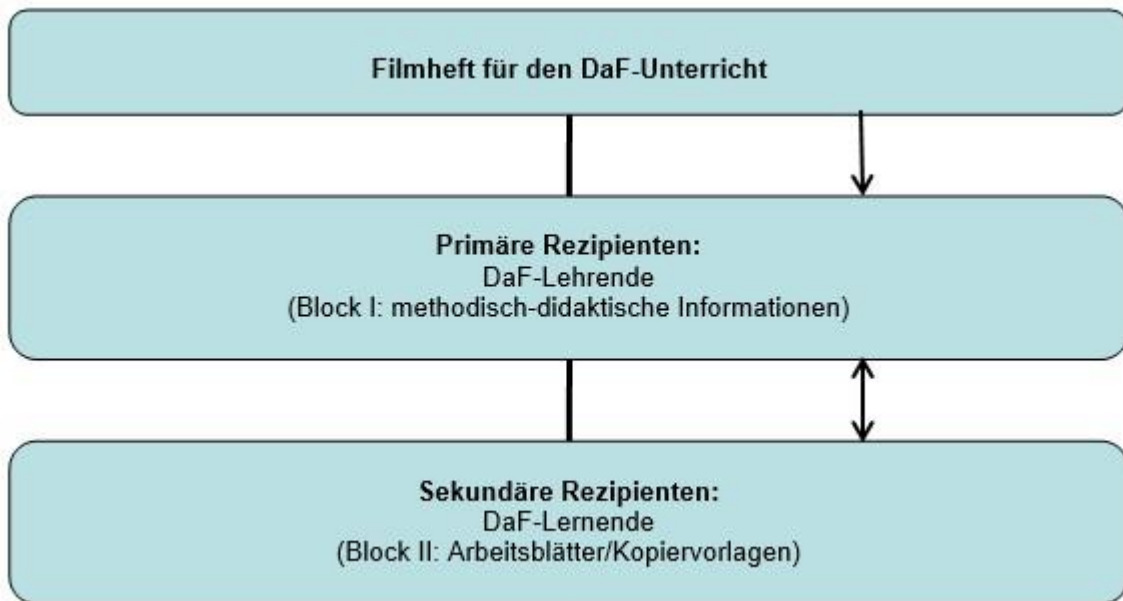 Filmheft für den DaF-Unterricht
Primäre Rezipienten:
DaF-Lehrende
(Block I: methodisch-didaktische Informationen)
Sekundäre Rezipienten:
DaF-Lernende
(Block II: Arbeitsblätter/Kopiervorlagen)